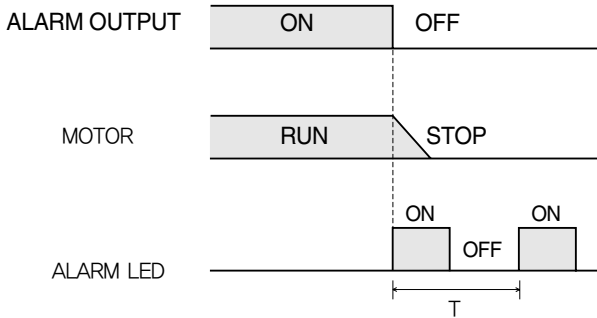 ALARM OUTPUT ON OFF
MOTOR RUN STOP
ON ON
OFF
ALARM LED
T